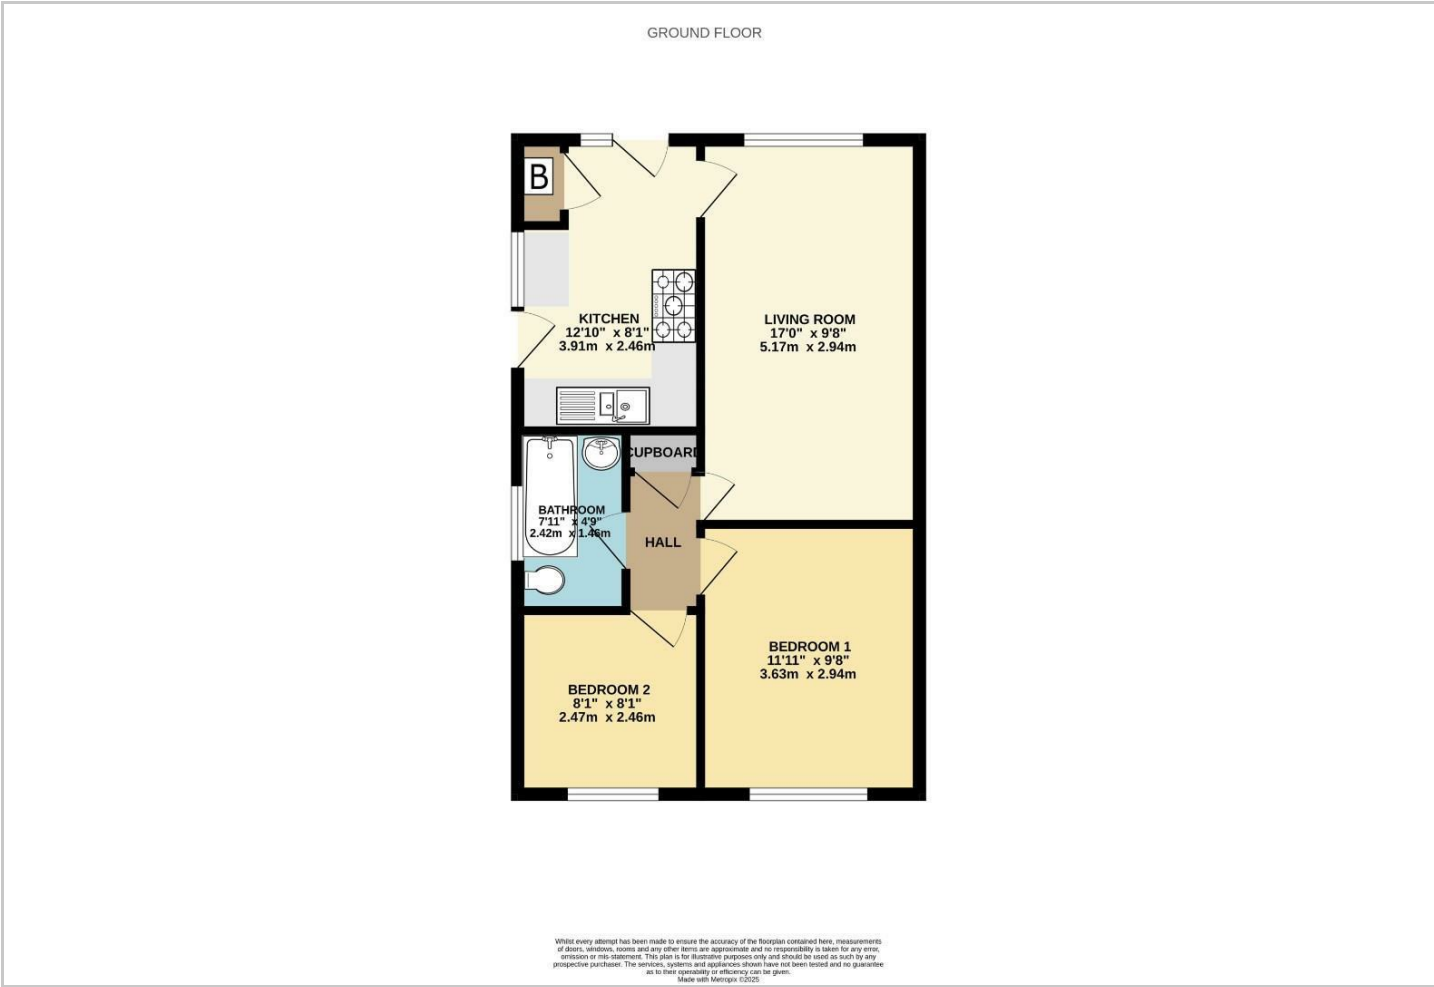 GROUND FLOOR
B
KITCHEN
12'10" x 8'1"
3.91m x 2.46m
LIVING ROOM
17'0" x 9'8"
5.17m x 2.94m
CUPBOARD
BATHROOM
7'11" x 4'9"
2.42m x 1.46m
HALL
BEDROOM 1
11'11" x 9'8"
3.63m x 2.94m
BEDROOM 2
8'1" x 8'1"
2.47m x 2.46m
Whilst every attempt has been made to ensure the accuracy of the floorplan contained here, measurements
of doors, windows, rooms and any other items are approximate and no responsibility is taken for any error,
omission or mis-statement. This plan is for illustrative purposes only and should be used as such by any
prospective purchaser. The services, systems and appliances shown have not been tested and no guarantee
as to their operability or efficiency can be given.
Made with Metropix ©2025